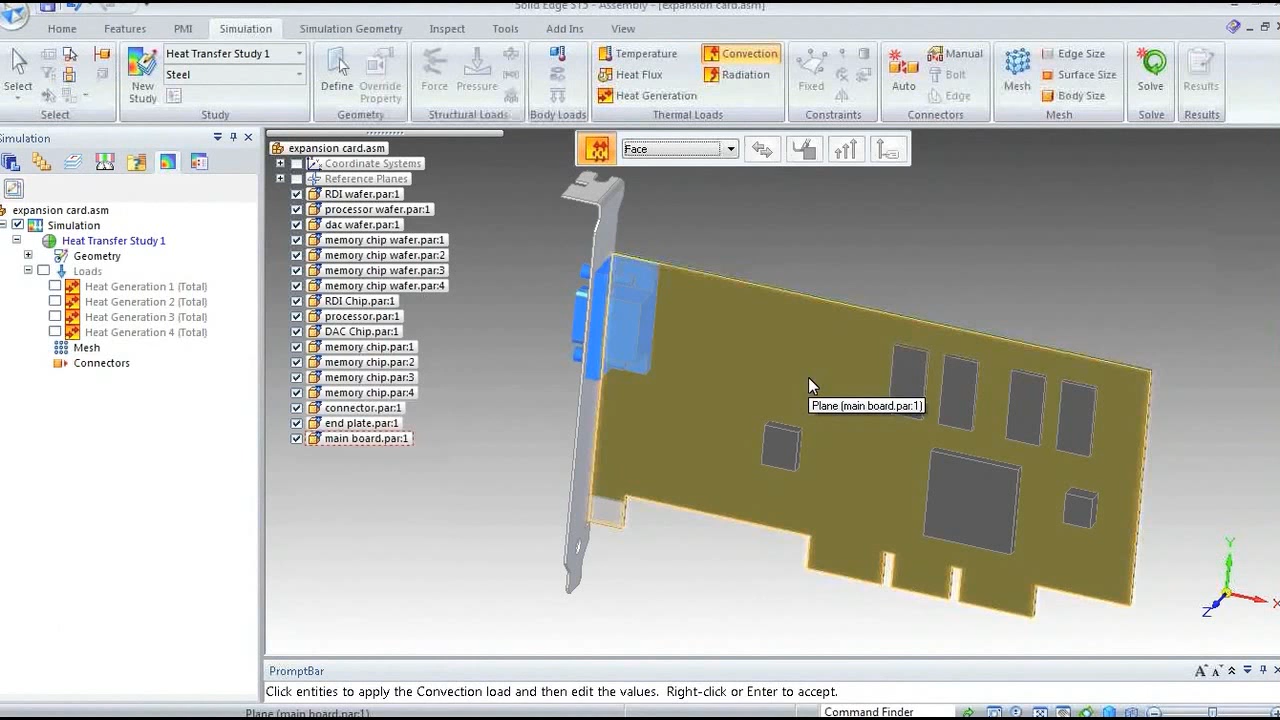 Solid Edge ST3 - Assembly - [expansion card.asm]
Home Features PMI Simulation Simulation Geometry Inspect Tools Add Ins View
Select
Select
New Study
Heat Transfer Study 1
Steel
Study
Define
Override Property
Geometry
Force
Pressure
Structural Loads
Body Loads
Temperature
Heat Flux
Heat Generation
Convection
Radiation
Thermal Loads
Fixed
Constraints
Auto
Manual
Bolt
Edge
Connectors
Mesh
Edge Size
Surface Size
Body Size
Mesh
Solve
Solve
Results
Results
Simulation
expansion card.asm
Simulation
Heat Transfer Study 1
Geometry
Loads
Heat Generation 1 (Total)
Heat Generation 2 (Total)
Heat Generation 3 (Total)
Heat Generation 4 (Total)
Mesh
Connectors
expansion card.asm
Coordinate Systems
Reference Planes
RDI wafer.par:1
processor wafer.par:1
dac wafer.par:1
memory chip wafer.par:1
memory chip wafer.par:2
memory chip wafer.par:3
memory chip wafer.par:4
RDI Chip.par:1
processor.par:1
DAC Chip.par:1
memory chip.par:1
memory chip.par:2
memory chip.par:3
memory chip.par:4
connector.par:1
end plate.par:1
main board.par:1
Face
Plane (main board.par:1)
Y
X
Z
PromptBar
Click entities to apply the Convection load and then edit the values. Right-click or Enter to accept.
Plane (main board.par:1)
Command Finder